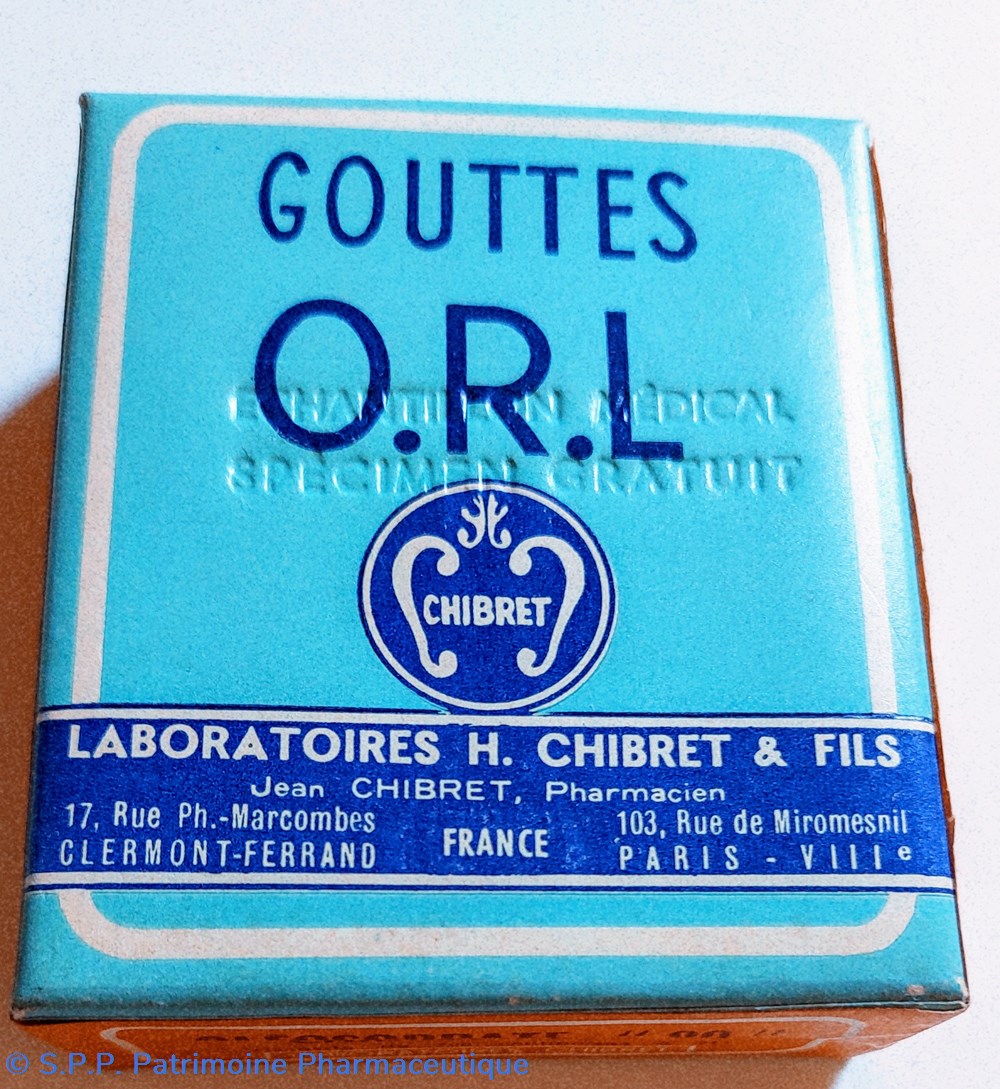 GOUTTES
O.R.L
ÉCHANTILLON MÉDICAL
SPÉCIMEN GRATUIT
CHIBRET
LABORATOIRES H. CHIBRET & FILS
Jean CHIBRET, Pharmacien
17, Rue Ph.-Marcombes
CLERMONT-FERRAND
FRANCE
103, Rue de Miromesnil
PARIS - VIIIe
© S.P.P. Patrimoine Pharmaceutique